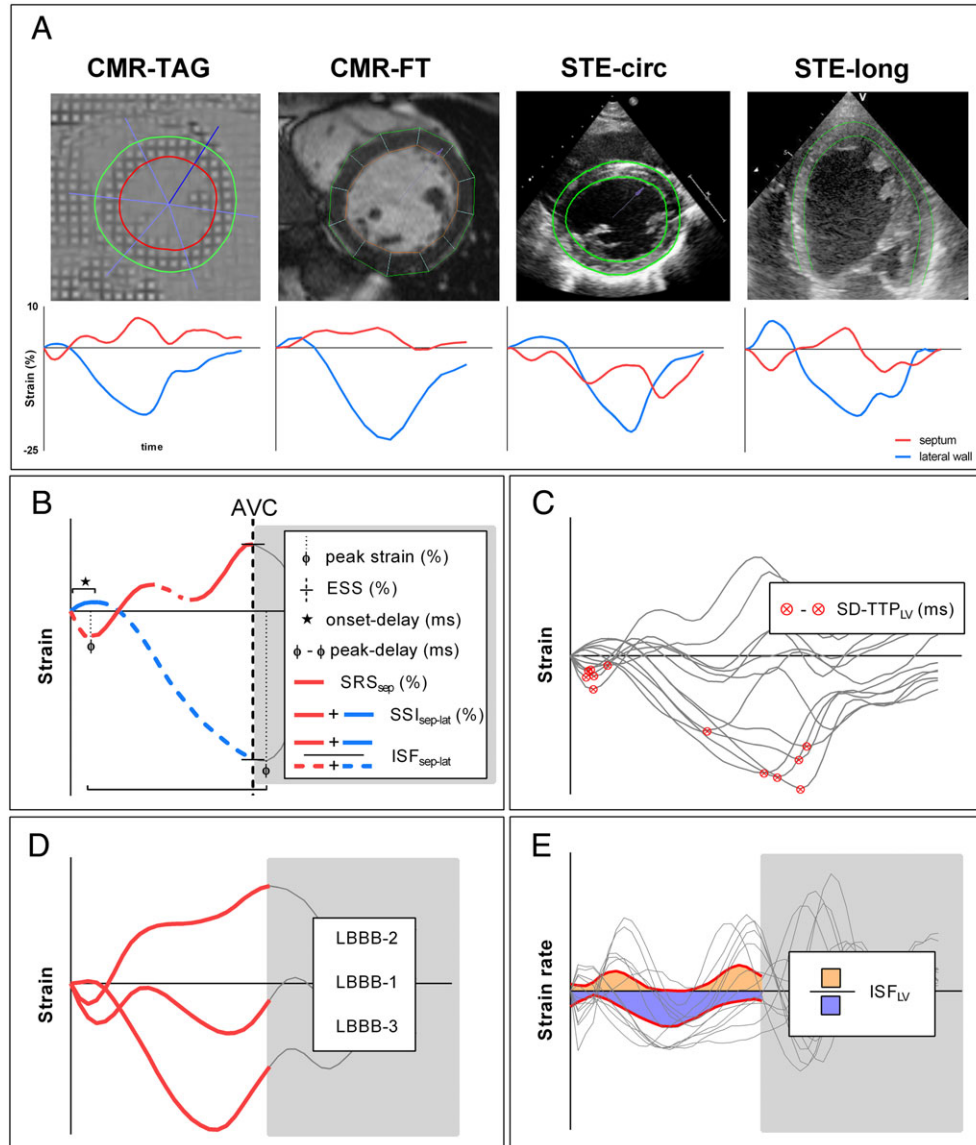 A
CMR-TAG
CMR-FT
STE-circ
STE-long
V
10
Strain (%)
-25
time
septum
lateral wall
B
AVC
Strain
ϕ
★
ϕ
ϕ peak strain (%)
ESS (%)
★ onset-delay (ms)
ϕ - ϕ peak-delay (ms)
SRSsep (%)
+ SSIsep-lat (%)
+
ISFsep-lat
+
C
Strain
⊗ - ⊗ SD-TTPLV (ms)
D
Strain
LBBB-2
LBBB-1
LBBB-3
E
Strain rate
ISFLV